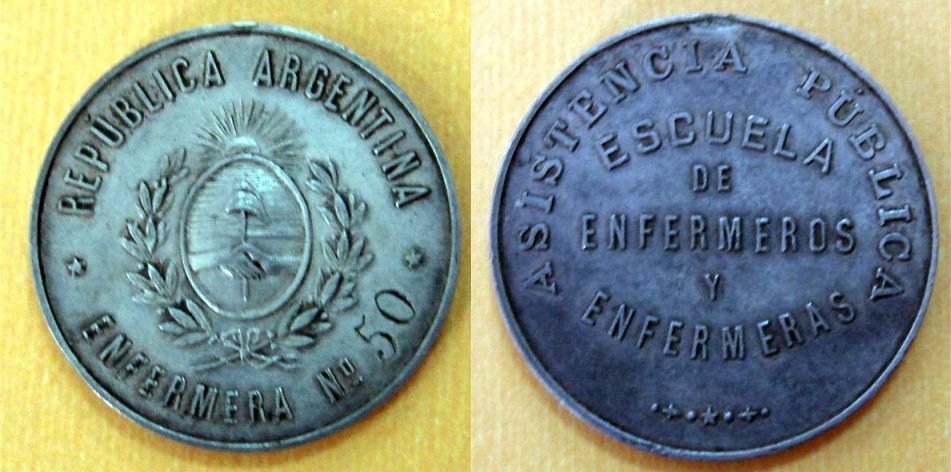 REPÚBLICA ARGENTINA
ENFERMERA Nº 50
ASISTENCIA PÚBLICA
ESCUELA
DE
ENFERMEROS
Y
ENFERMERAS